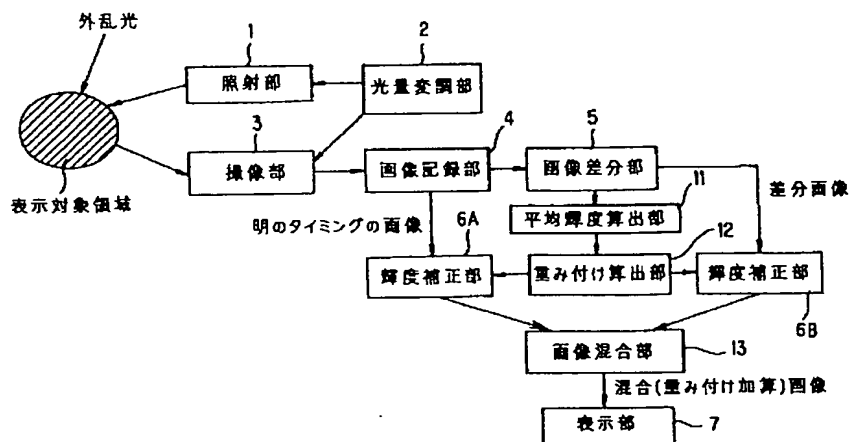 外乱光
1
照射部
2
光量変調部
3
撮像部
表示対象領域
4
画像記録部
5
画像差分部
差分画像
明のタイミングの画像
11
平均輝度算出部
6A
輝度補正部
12
重み付け算出部
輝度補正部
6B
画像混合部
13
混合(重み付け加算)画像
表示部
7